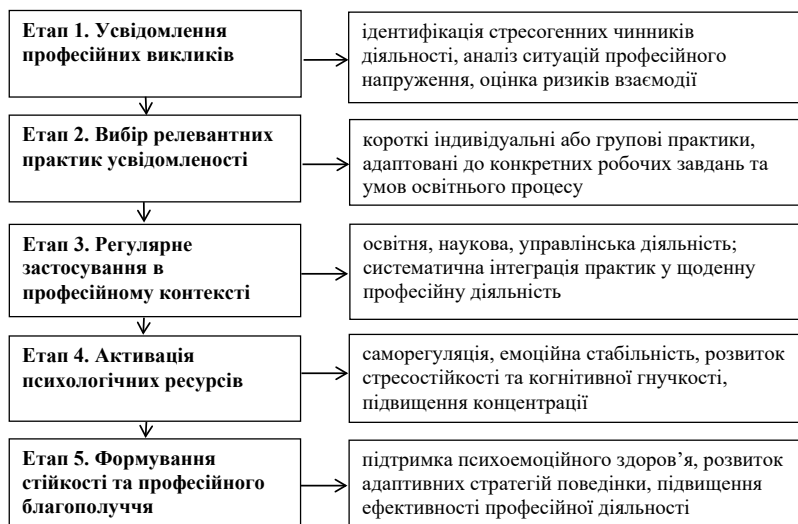 Етап 1. Усвідомлення
професійних викликів
ідентифікація стресогенних чинників
діяльності, аналіз ситуацій професійного
напруження, оцінка ризиків взаємодії
Етап 2. Вибір релевантних
практик усвідомленості
короткі індивідуальні або групові практики,
адаптовані до конкретних робочих завдань та
умов освітнього процесу
Етап 3. Регулярне
застосування в
професійному контексті
освітня, наукова, управлінська діяльність;
систематична інтеграція практик у щоденну
професійну діяльність
Етап 4. Активація
психологічних ресурсів
саморегуляція, емоційна стабільність, розвиток
стресостійкості та когнітивної гнучкості,
підвищення концентрації
Етап 5. Формування
стійкості та професійного
благополуччя
підтримка психоемоційного здоров’я, розвиток
адаптивних стратегій поведінки, підвищення
ефективності професійної діяльності